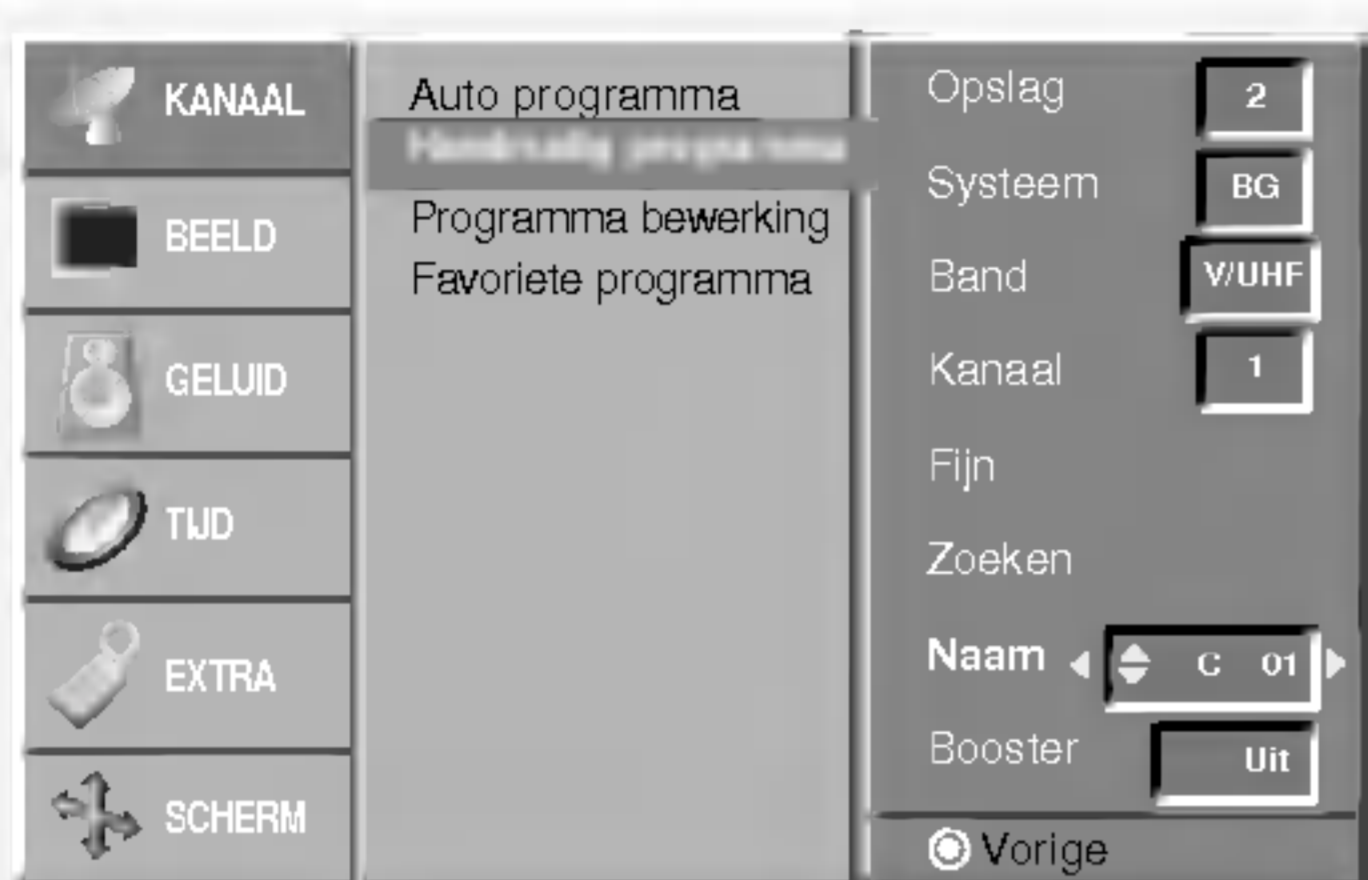 KANAAL
BEELD
GELUID
TIJD
EXTRA
SCHERM
Auto programma
programma
Programma bewerking
Favoriete programma
Opslag 2
Systeem BG
Band V/UHF
Kanaal 1
Fijn
Zoeken
Naam C 01
Booster Uit
Vorige